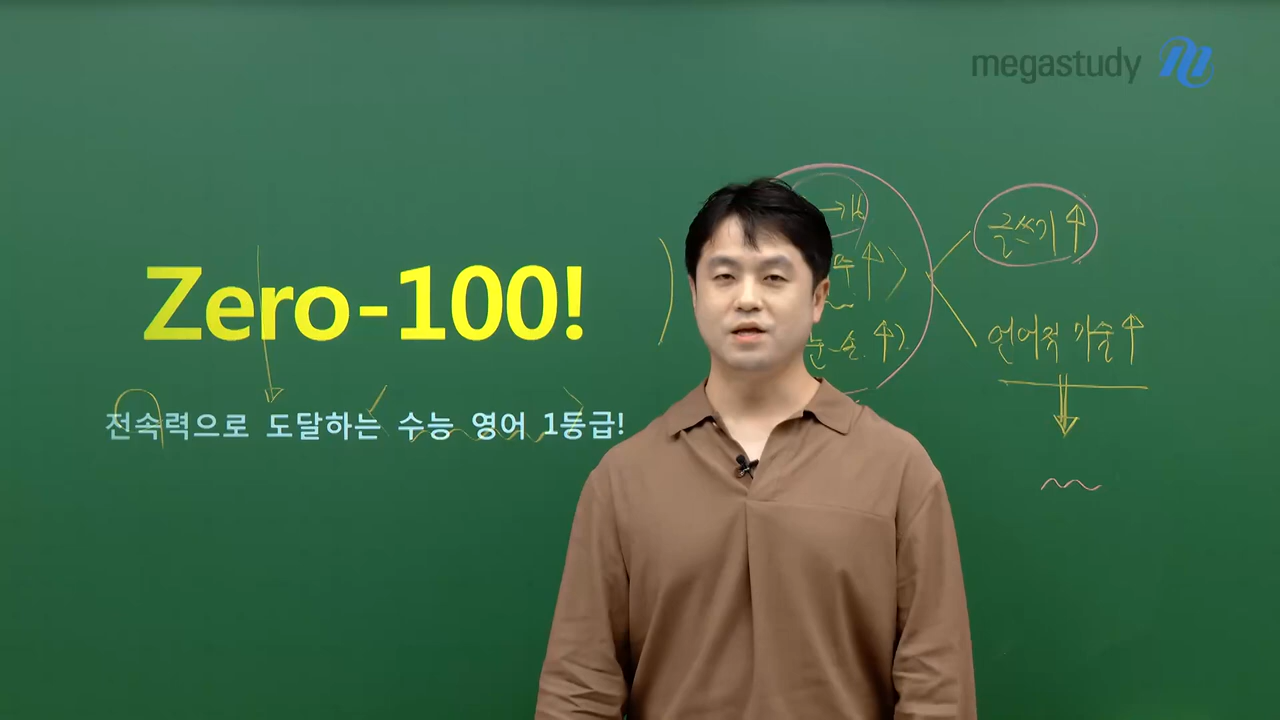 megastudy
Zero-100!
전속력으로 도달하는 수능 영어 1등급!
글쓰기 ↑
언어적 기술 ↑